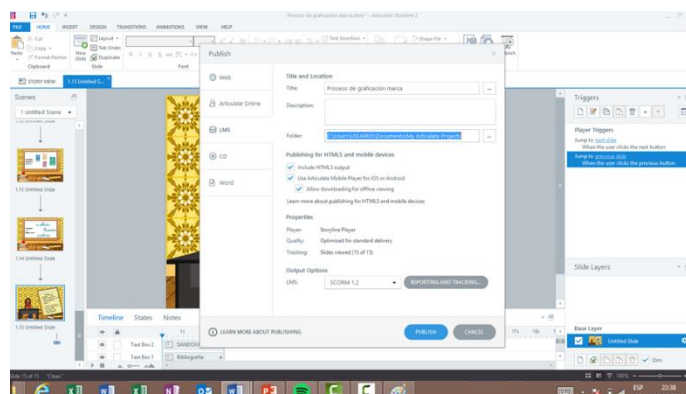 Proceso de graficación marca.story* - Articulate Storyline 2
FILE HOME INSERT DESIGN TRANSITIONS ANIMATIONS VIEW HELP
Cut
Copy
Format Painter
Paste
Clipboard
New Slide
Layout
Tab Order
Duplicate
Slide
Font
Text Direction
Shape Fill
STORY VIEW
1.15 Untitled S...
Scenes
1 Untitled Scene
1.13 Untitled Slide
1.14 Untitled Slide
1.15 Untitled Slide
Publish
Web
Articulate Online
LMS
CD
Word
Title and Location
Title Proceso de graficación marca
Description
Folder C:\Users\USUARIO\Documents\My Articulate Projects
Publishing for HTML5 and mobile devices
Include HTML5 output
Use Articulate Mobile Player for iOS or Android
Allow downloading for offline viewing
Learn more about publishing for HTML5 and mobile devices
Properties
Player: Storyline Player
Quality: Optimized for standard delivery
Tracking: Slides viewed (15 of 15)
Output Options
LMS: SCORM 1.2 REPORTING AND TRACKING...
LEARN MORE ABOUT PUBLISHING PUBLISH CANCEL
Triggers
Player Triggers
Jump to next slide
When the user clicks the next button
Jump to previous slide
When the user clicks the previous button
Slide Layers
Base Layer
Untitled Slide
Dim
Timeline States Notes
Text Box 2
Text Box 1 Bibliografía
Slide 15 of 15 "Clean"
100%
ESP 22:38